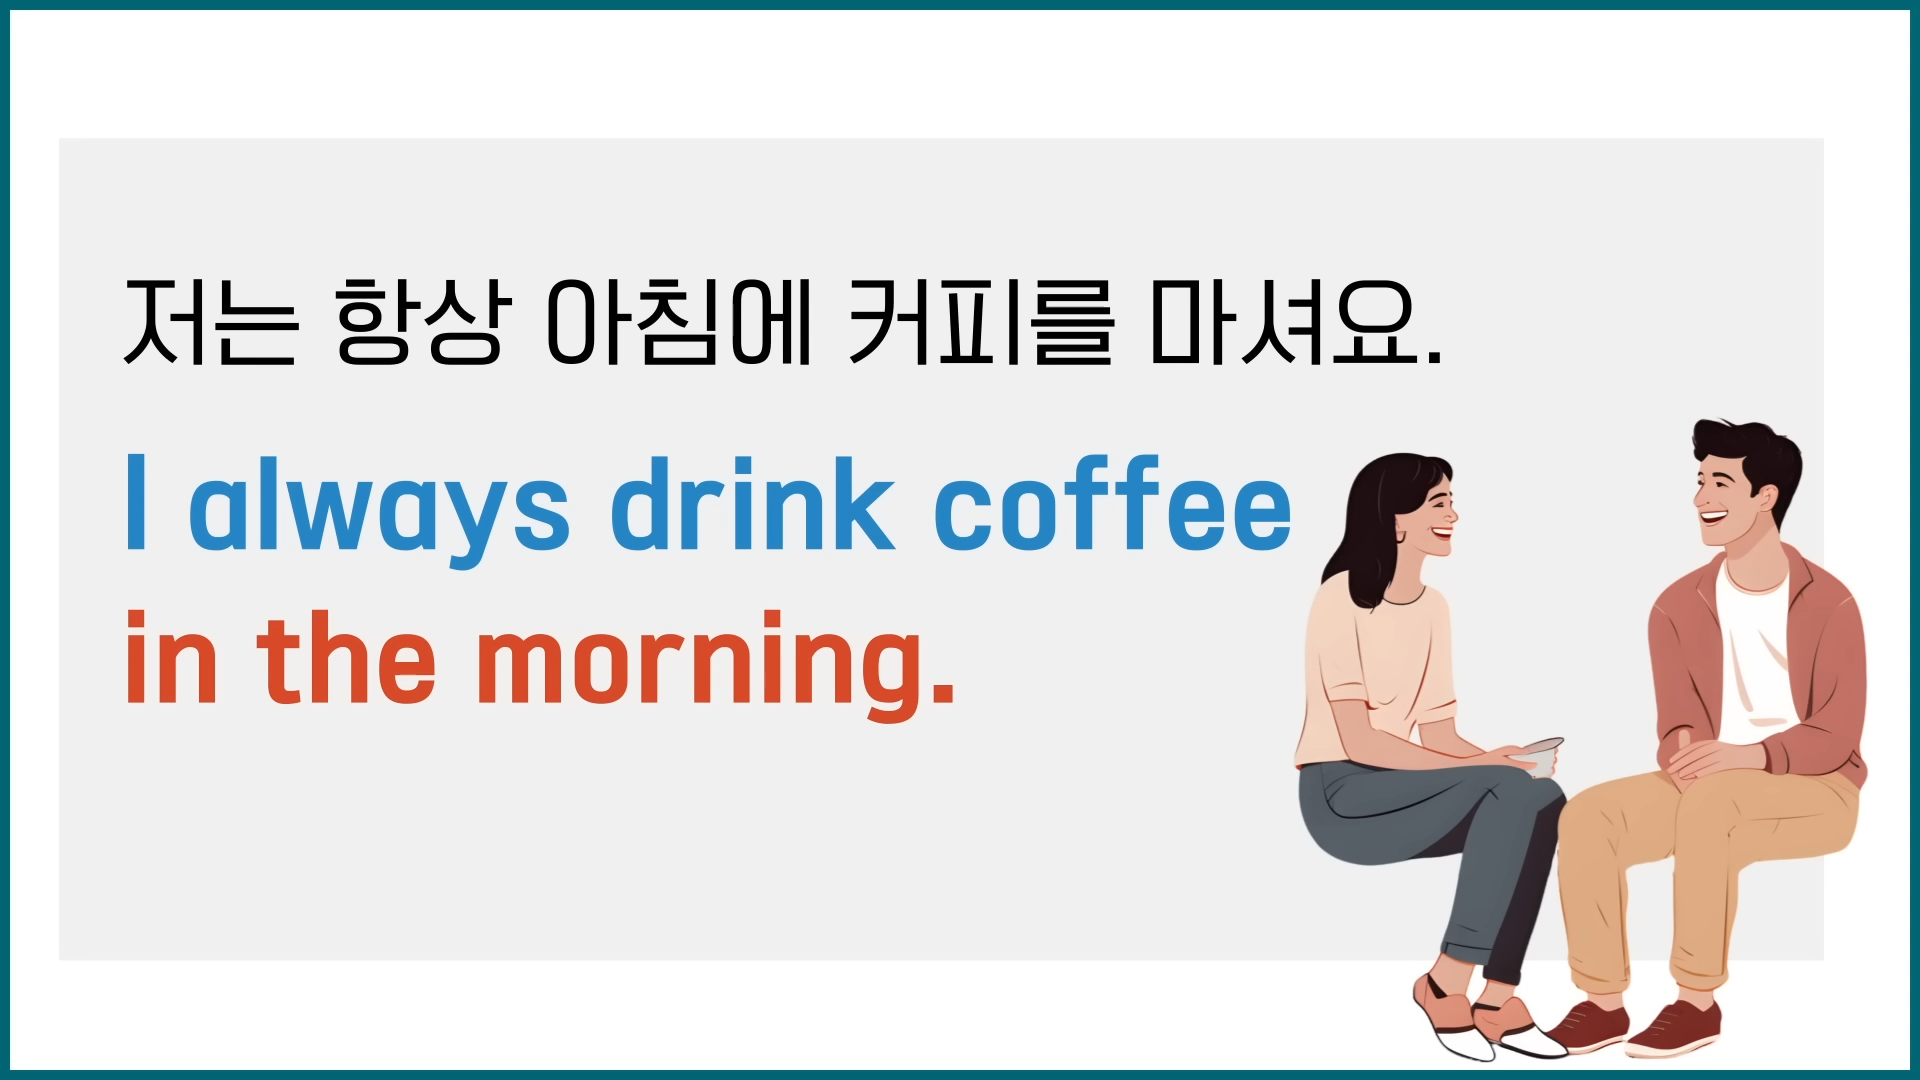 저는 항상 아침에 커피를 마셔요.
I always drink coffee
in the morning.